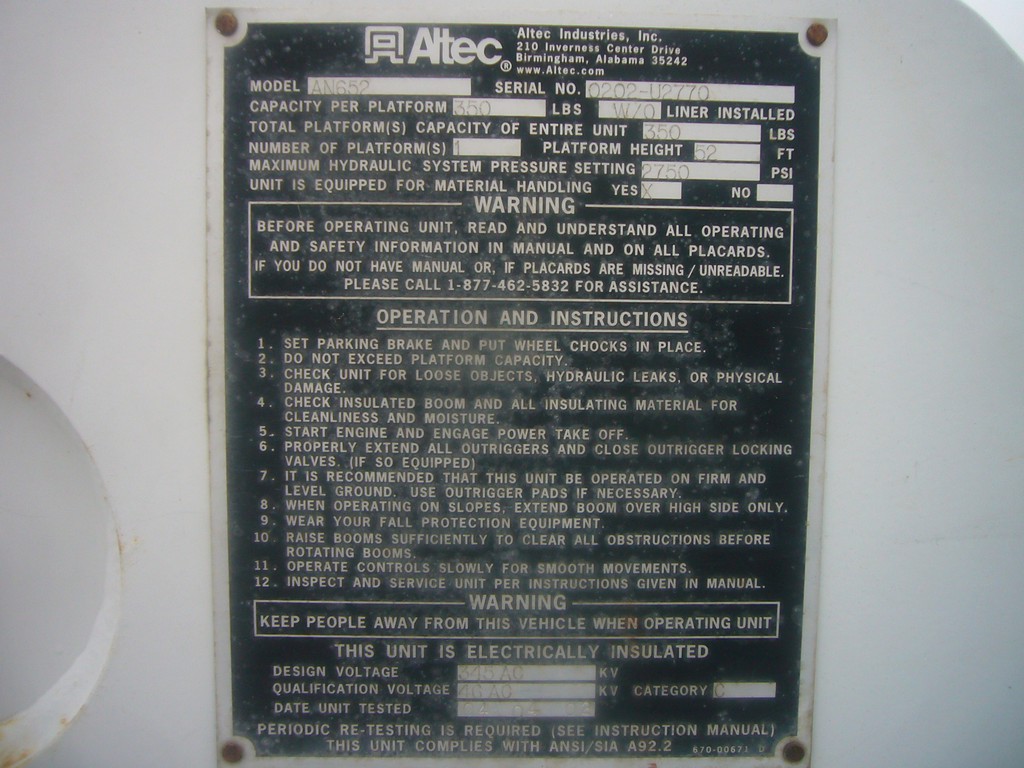 Altec®
Altec Industries, Inc.
210 Inverness Center Drive
Birmingham, Alabama 35242
www.Altec.com
MODEL AN652 SERIAL NO. 0202-U2770
CAPACITY PER PLATFORM 350 LBS W/O LINER INSTALLED
TOTAL PLATFORM(S) CAPACITY OF ENTIRE UNIT 350 LBS
NUMBER OF PLATFORM(S) 1 PLATFORM HEIGHT 52 FT
MAXIMUM HYDRAULIC SYSTEM PRESSURE SETTING 2750 PSI
UNIT IS EQUIPPED FOR MATERIAL HANDLING YES X NO
WARNING
BEFORE OPERATING UNIT, READ AND UNDERSTAND ALL OPERATING
AND SAFETY INFORMATION IN MANUAL AND ON ALL PLACARDS.
IF YOU DO NOT HAVE MANUAL OR, IF PLACARDS ARE MISSING / UNREADABLE.
PLEASE CALL 1-877-462-5832 FOR ASSISTANCE.
OPERATION AND INSTRUCTIONS
1. SET PARKING BRAKE AND PUT WHEEL CHOCKS IN PLACE.
2. DO NOT EXCEED PLATFORM CAPACITY.
3. CHECK UNIT FOR LOOSE OBJECTS, HYDRAULIC LEAKS, OR PHYSICAL
DAMAGE.
4. CHECK INSULATED BOOM AND ALL INSULATING MATERIAL FOR
CLEANLINESS AND MOISTURE.
5. START ENGINE AND ENGAGE POWER TAKE OFF.
6. PROPERLY EXTEND ALL OUTRIGGERS AND CLOSE OUTRIGGER LOCKING
VALVES. (IF SO EQUIPPED)
7. IT IS RECOMMENDED THAT THIS UNIT BE OPERATED ON FIRM AND
LEVEL GROUND. USE OUTRIGGER PADS IF NECESSARY.
8. WHEN OPERATING ON SLOPES, EXTEND BOOM OVER HIGH SIDE ONLY.
9. WEAR YOUR FALL PROTECTION EQUIPMENT.
10. RAISE BOOMS SUFFICIENTLY TO CLEAR ALL OBSTRUCTIONS BEFORE
ROTATING BOOMS.
11. OPERATE CONTROLS SLOWLY FOR SMOOTH MOVEMENTS.
12. INSPECT AND SERVICE UNIT PER INSTRUCTIONS GIVEN IN MANUAL.
WARNING
KEEP PEOPLE AWAY FROM THIS VEHICLE WHEN OPERATING UNIT
THIS UNIT IS ELECTRICALLY INSULATED
DESIGN VOLTAGE KV
QUALIFICATION VOLTAGE 46 AC KV CATEGORY C
DATE UNIT TESTED
PERIODIC RE-TESTING IS REQUIRED (SEE INSTRUCTION MANUAL)
THIS UNIT COMPLIES WITH ANSI/SIA A92.2 670-00671 D